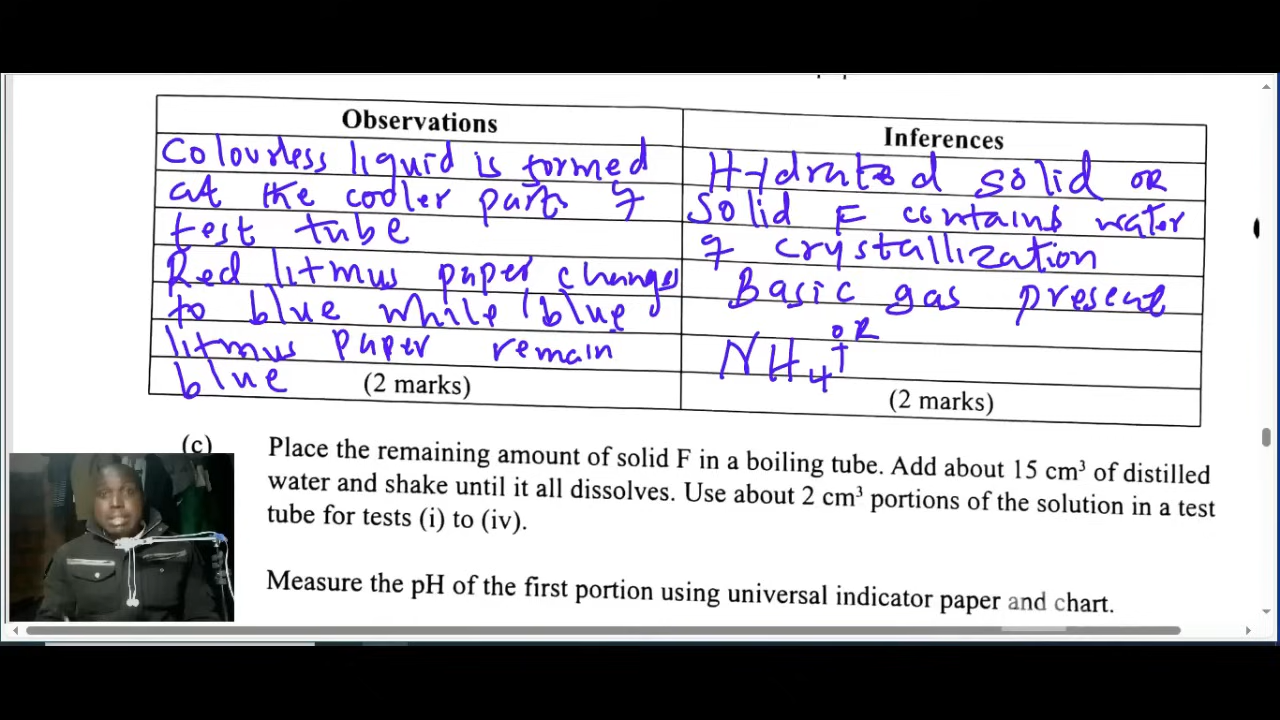 Observations
Inferences
Colourless liquid is formed
at the cooler parts of
test tube
Red litmus paper changes
to blue while blue
litmus paper remain
blue (2 marks)
Hydrated solid OR
Solid F contains water
of crystallization
Basic gas present
OR
NH₄⁺
(2 marks)
(c) Place the remaining amount of solid F in a boiling tube. Add about 15 cm³ of distilled
water and shake until it all dissolves. Use about 2 cm³ portions of the solution in a test
tube for tests (i) to (iv).
Measure the pH of the first portion using universal indicator paper and chart.